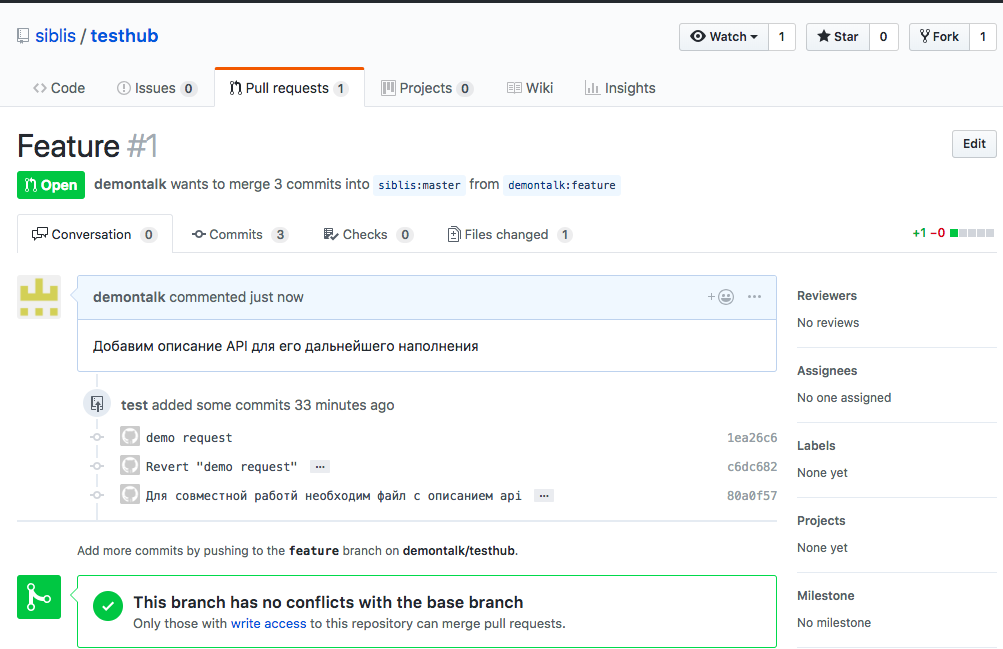 siblis / testhub
Watch 1 Star 0 Fork 1
Code Issues 0 Pull requests 1 Projects 0 Wiki Insights
Feature #1
Edit
Open demontalk wants to merge 3 commits into siblis:master from demontalk:feature
Conversation 0 Commits 3 Checks 0 Files changed 1
+1 −0
demontalk commented just now
Добавим описание API для его дальнейшего наполнения
test added some commits 33 minutes ago
demo request 1ea26c6
Revert "demo request" … c6dc682
Для совместной работй необходим файл с описанием api … 80a0f57
Add more commits by pushing to the feature branch on demontalk/testhub.
This branch has no conflicts with the base branch
Only those with write access to this repository can merge pull requests.
Reviewers
No reviews
Assignees
No one assigned
Labels
None yet
Projects
None yet
Milestone
No milestone